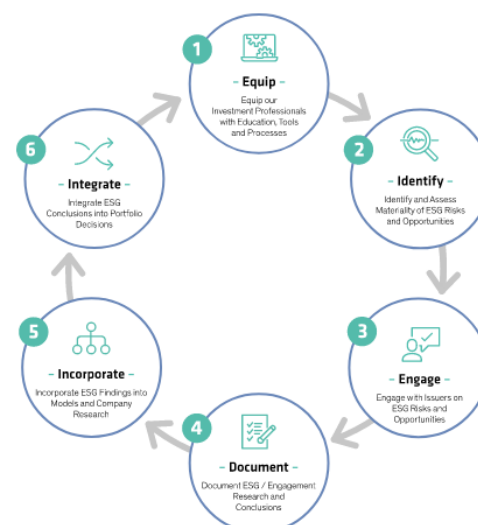 1
– Equip –
Equip our
Investment Professionals
with Education, Tools
and Processes
2
– Identify –
Identify and Assess
Materiality of ESG Risks
and Opportunities
3
– Engage –
Engage with Issuers on
ESG Risks and
Opportunities
4
– Document –
Document ESG / Engagement
Research and
Conclusions
5
– Incorporate –
Incorporate ESG Findings into
Models and Company
Research
6
– Integrate –
Integrate ESG
Conclusions into Portfolio
Decisions